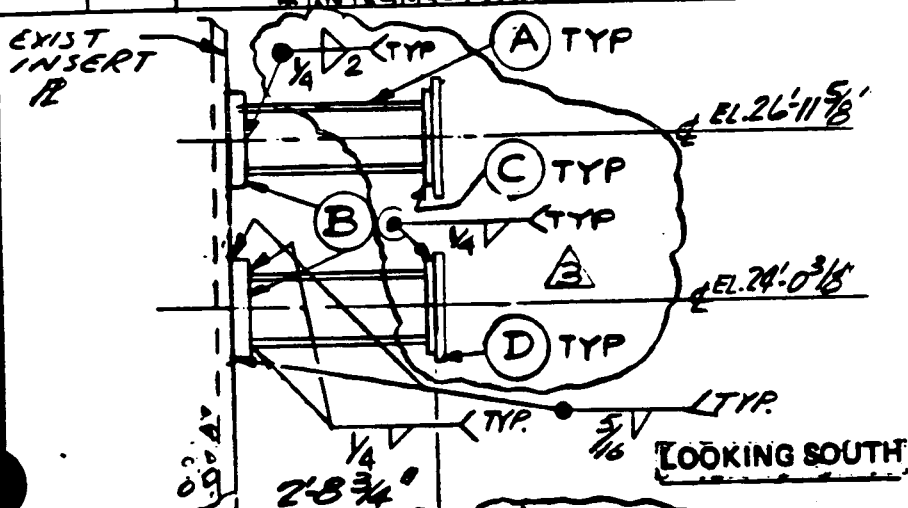 EXIST
INSERT
PL
1/4 2 TYP
A TYP
EL. 26'-11 5/8"
C TYP
B
1/4 TYP
3
EL. 24'-0 3/8"
D TYP
1/4 TYP.
5/16 TYP.
LOOKING SOUTH
2'-8 3/4"